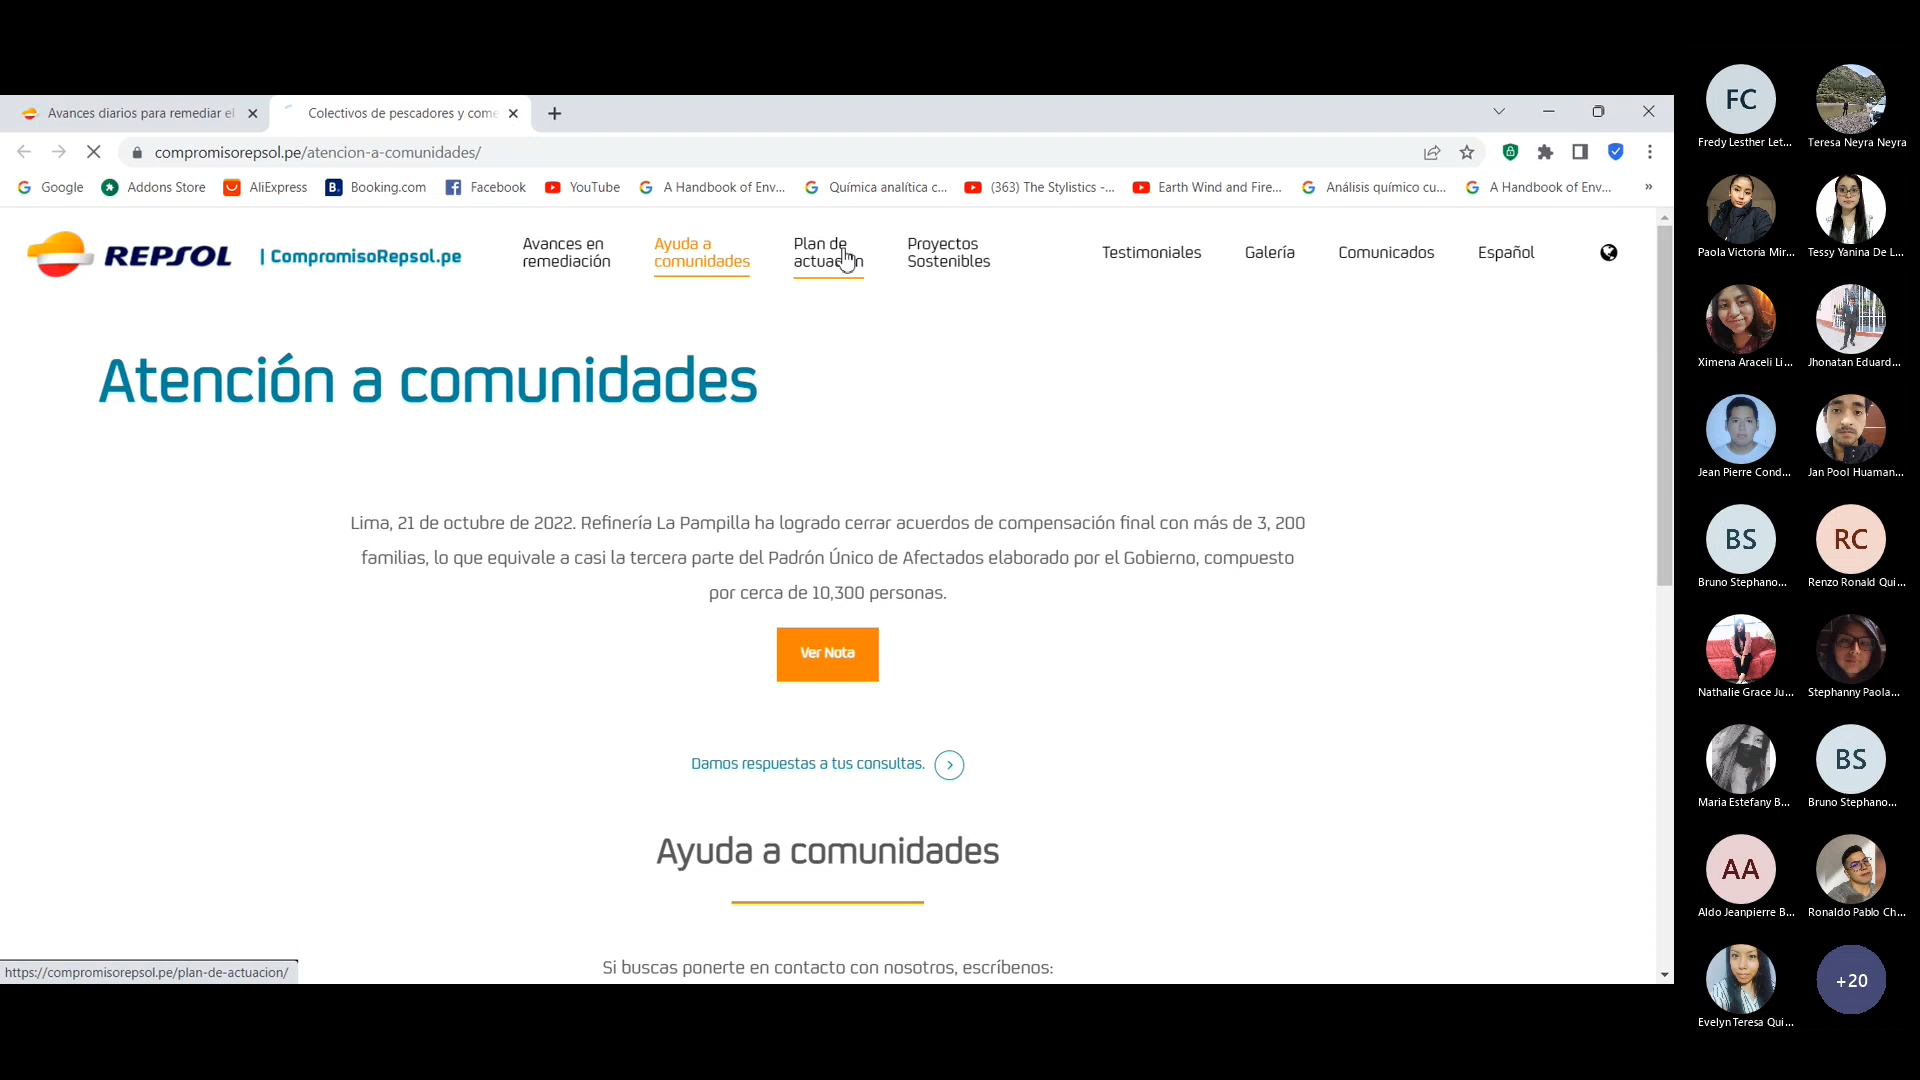 Avances diarios para remediar el
Colectivos de pescadores y come
compromisorepsol.pe/atencion-a-comunidades/
Google
Addons Store
AliExpress
B.
Booking.com
Facebook
YouTube
A Handbook of Env...
Química analítica c...
(363) The Stylistics -...
Earth Wind and Fire...
Análisis químico cu...
A Handbook of Env...
»
REPSOL
| CompromisoRepsol.pe
Avances en
remediación
Ayuda a
comunidades
Plan de
actuación
Proyectos
Sostenibles
Testimoniales
Galería
Comunicados
Español
Atención a comunidades
Lima, 21 de octubre de 2022. Refinería La Pampilla ha logrado cerrar acuerdos de compensación final con más de 3, 200
familias, lo que equivale a casi la tercera parte del Padrón Único de Afectados elaborado por el Gobierno, compuesto
por cerca de 10,300 personas.
Ver Nota
Damos respuestas a tus consultas.
Ayuda a comunidades
Si buscas ponerte en contacto con nosotros, escríbenos:
https://compromisorepsol.pe/plan-de-actuacion/
FC
Fredy Lesther Let...
Teresa Neyra Neyra
Paola Victoria Mir...
Tessy Yanina De L...
Ximena Araceli Li...
Jhonatan Eduard...
Jean Pierre Cond...
Jan Pool Huaman...
BS
Bruno Stephano...
RC
Renzo Ronald Qui...
Nathalie Grace Ju...
Stephanny Paola...
Maria Estefany B...
BS
Bruno Stephano...
AA
Aldo Jeanpierre B...
Ronaldo Pablo Ch...
Evelyn Teresa Qui...
+20